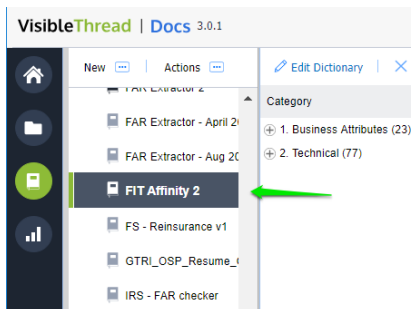 VisibleThread | Docs 3.0.1
New
Actions
Edit Dictionary
FAR Extractor 2
Category
FAR Extractor - April 2
1. Business Attributes (23)
FAR Extractor - Aug 20
2. Technical (77)
FIT Affinity 2
FS - Reinsurance v1
GTRI_OSP_Resume_
IRS - FAR checker